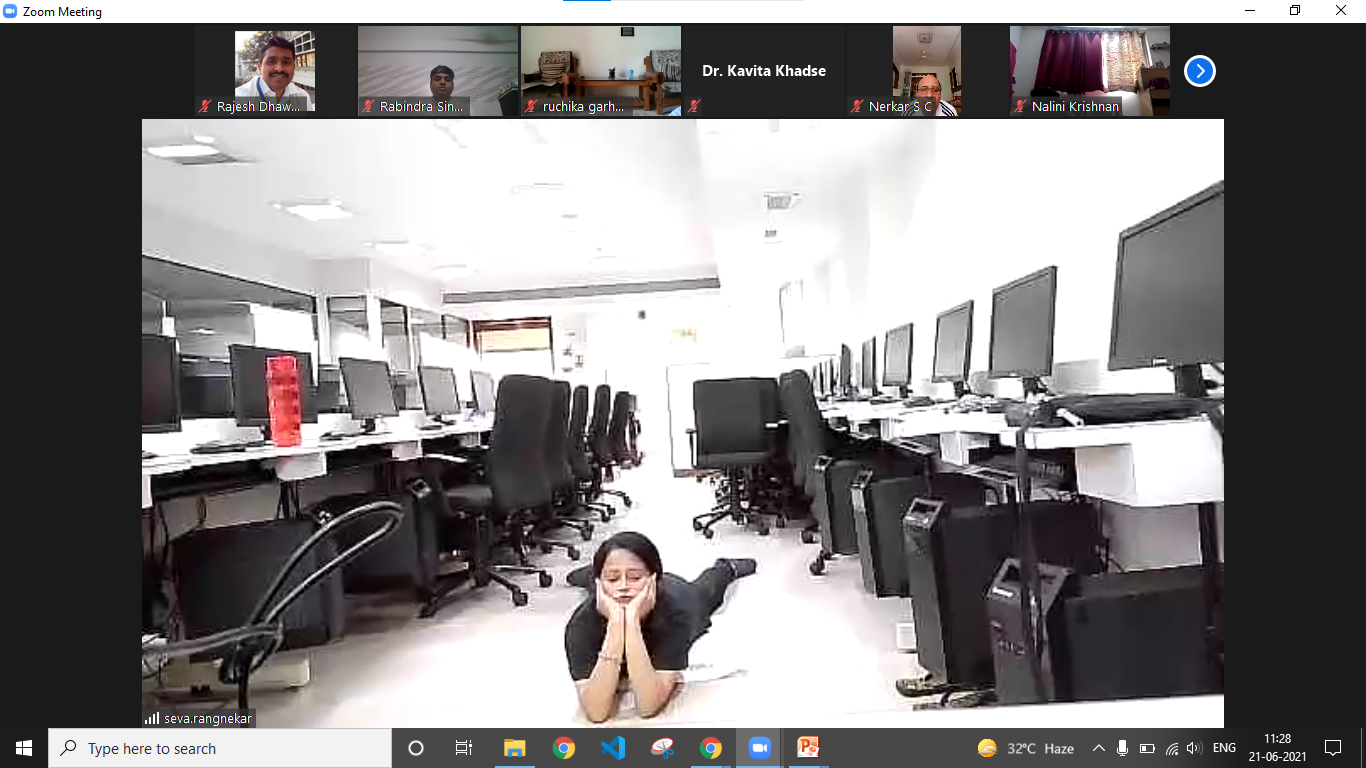 Zoom Meeting
Rajesh Dhaw...
Rabindra Sin...
ruchika garh...
Dr. Kavita Khadse
Nerkar S C
Nalini Krishnan
seva.rangnekar
Type here to search
32°C Haze
ENG
11:28
21-06-2021